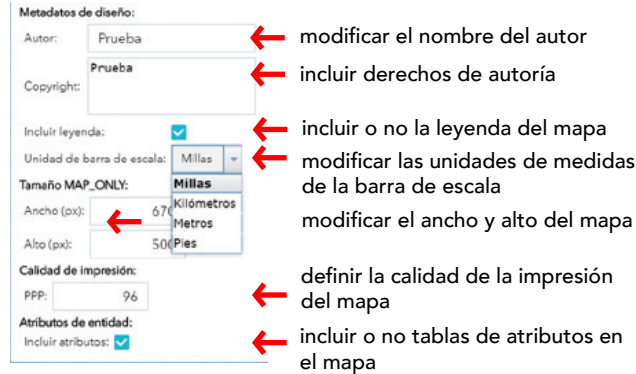 Metadatos de diseño:
Autor: Prueba
modificar el nombre del autor
Copyright: Prueba
incluir derechos de autoría
Incluir leyenda:
incluir o no la leyenda del mapa
Unidad de barra de escala: Millas
modificar las unidades de medidas
de la barra de escala
Tamaño MAP_ONLY:
Millas
Kilómetros
Metros
Pies
Ancho (px): 670
modificar el ancho y alto del mapa
Alto (px): 500
Calidad de impresión:
PPP: 96
definir la calidad de la impresión
del mapa
Atributos de entidad:
Incluir atributos:
incluir o no tablas de atributos en
el mapa